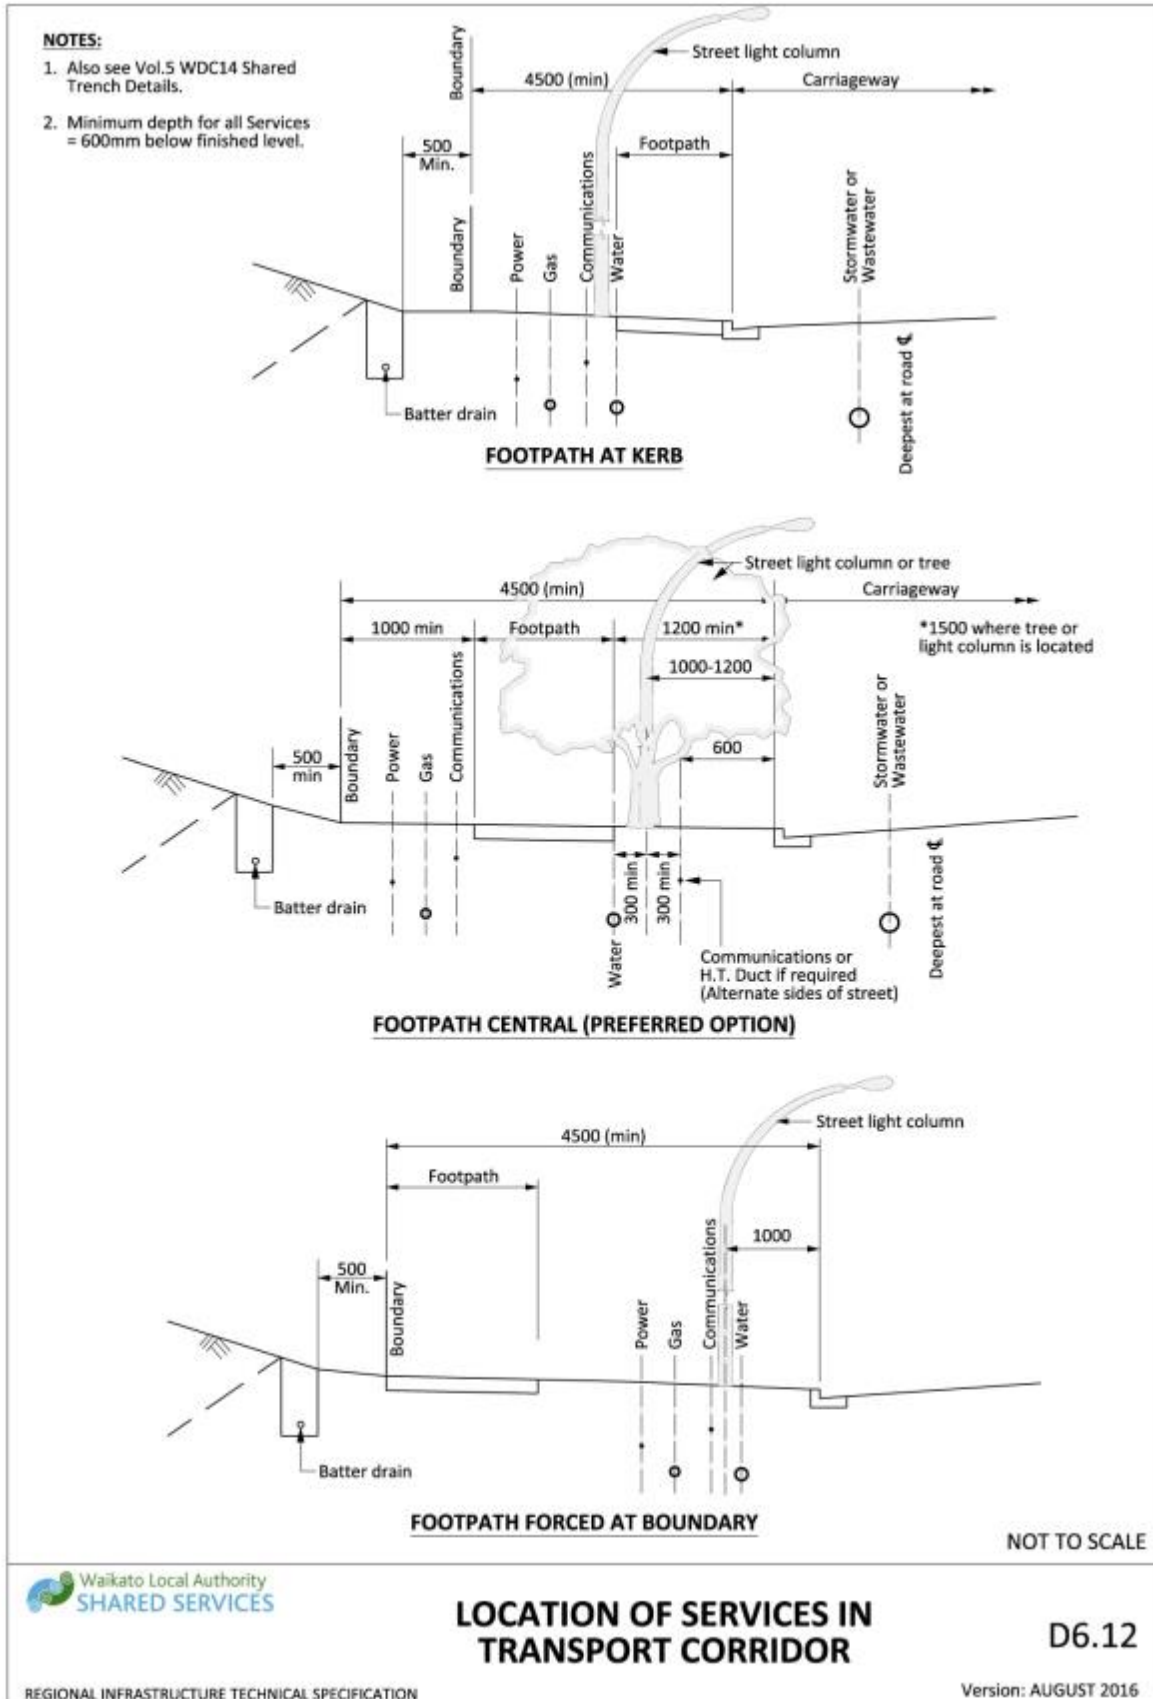 NOTES:
1. Also see Vol.5 WDC14 Shared
Trench Details.
2. Minimum depth for all Services
= 600mm below finished level.
Boundary
4500 (min)
Street light column
Carriageway
500
Min.
Footpath
Boundary
Power
Gas
Communications
Water
Stormwater or
Wastewater
Batter drain
Deepest at road ℄
FOOTPATH AT KERB
Street light column or tree
4500 (min)
Carriageway
1000 min
Footpath
1200 min*
*1500 where tree or
light column is located
1000-1200
600
500
min
Boundary
Power
Gas
Communications
Stormwater or
Wastewater
Batter drain
Water
300 min
300 min
Communications or
H.T. Duct if required
(Alternate sides of street)
Deepest at road ℄
FOOTPATH CENTRAL (PREFERRED OPTION)
Street light column
4500 (min)
Footpath
1000
500
Min.
Boundary
Power
Gas
Communications
Water
Batter drain
FOOTPATH FORCED AT BOUNDARY
NOT TO SCALE
Waikato Local Authority
SHARED SERVICES
LOCATION OF SERVICES IN
TRANSPORT CORRIDOR
D6.12
REGIONAL INFRASTRUCTURE TECHNICAL SPECIFICATION
Version: AUGUST 2016